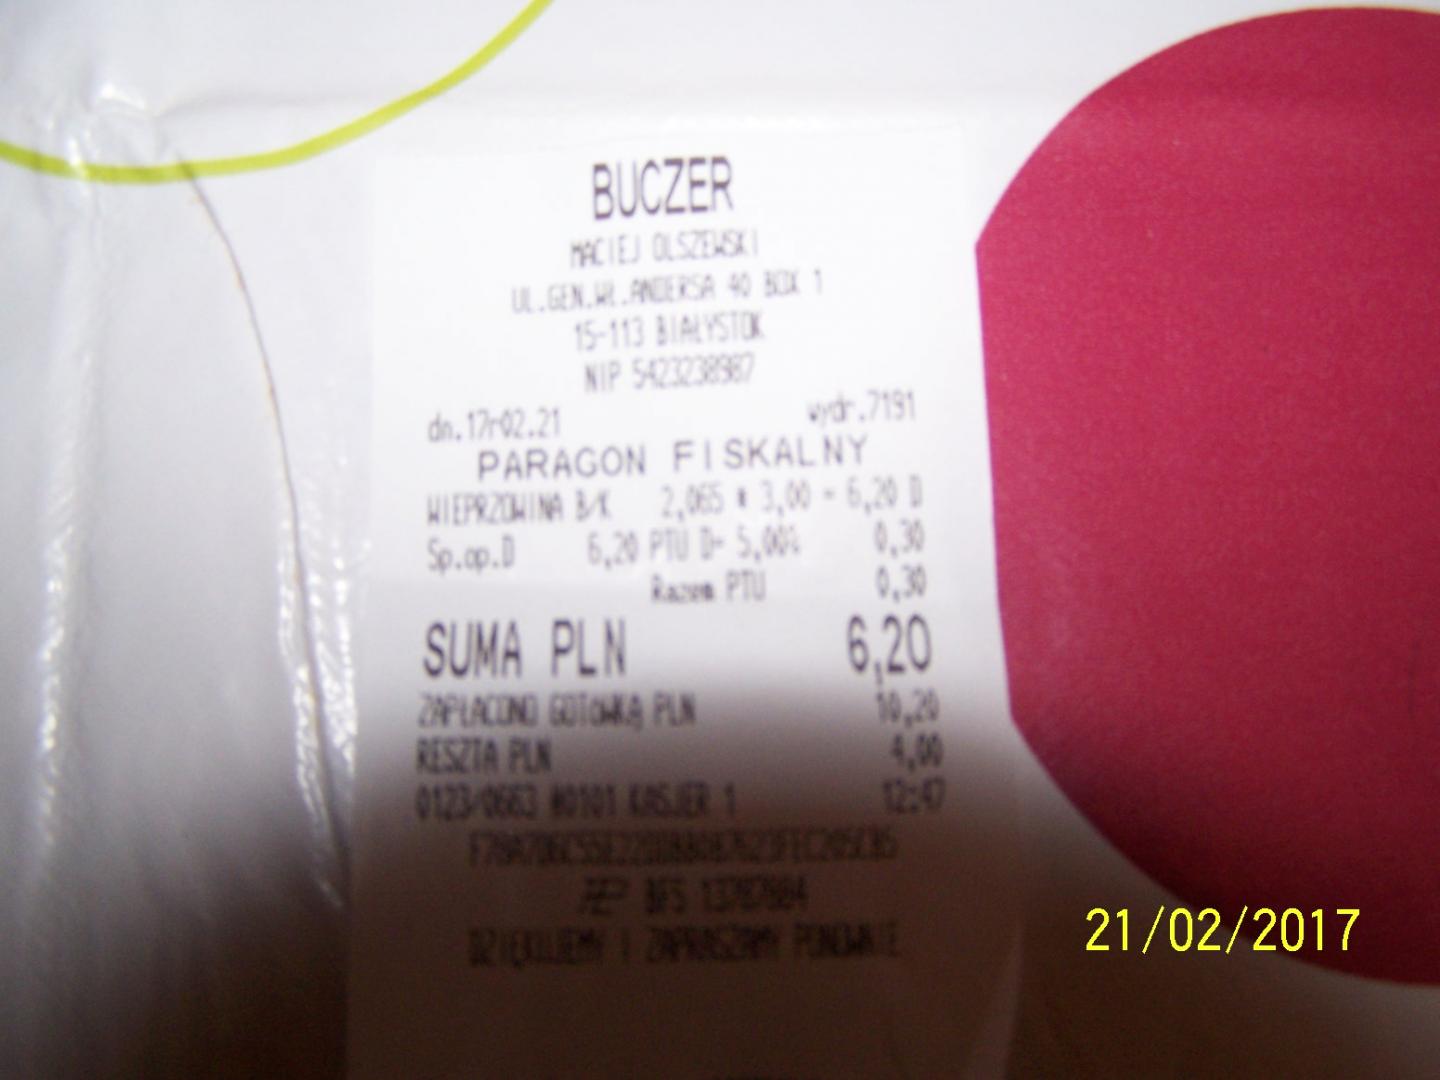 BUCZER
MACIEJ OLSZEWSKI
UL.GEN.WŁ.ANDERSA 40 BOX 1
15-113 BIAŁYSTOK
NIP 5423238987
dn.17r02.21 wydr.7191
PARAGON FISKALNY
WIEPRZOWINA B/K 2,065 * 3,00 = 6,20 D
Sp.op.D 6,20 PTU D= 5,00% 0,30
Razem PTU 0,30
SUMA PLN 6,20
ZAPŁACONO GOTÓWKĄ PLN 10,20
RESZTA PLN 4,00
0123/0663 #0101 KASJER 1 12:47
BFS 13787884
DZIĘKUJEMY I ZAPRASZAMY PONOWNIE
21/02/2017